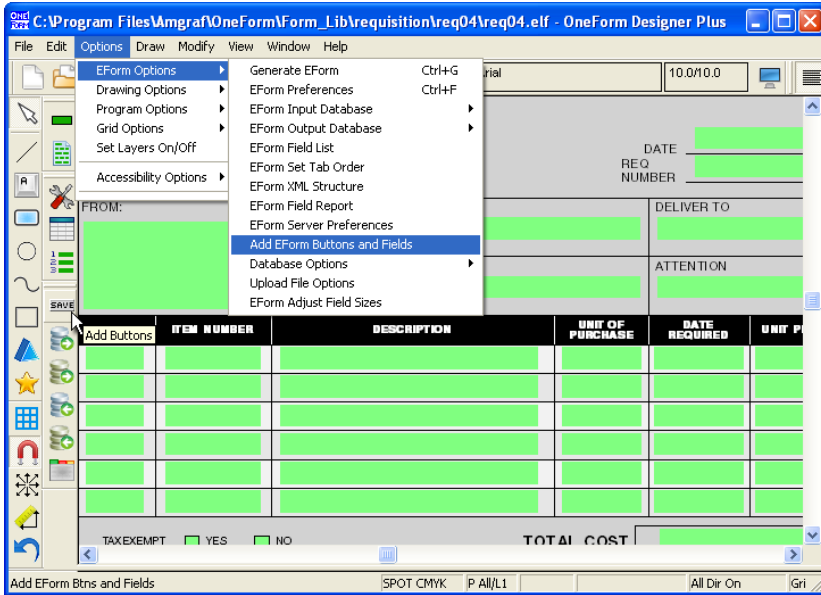 C:\Program Files\Amgraf\OneForm\Form_Lib\requisition\req04\req04.elf - OneForm Designer Plus
File Edit Options Draw Modify View Window Help
10.0/10.0
EForm Options
Drawing Options
Program Options
Grid Options
Set Layers On/Off
Accessibility Options
Generate EForm Ctrl+G
EForm Preferences Ctrl+F
EForm Input Database
EForm Output Database
EForm Field List
EForm Set Tab Order
EForm XML Structure
EForm Field Report
EForm Server Preferences
Add EForm Buttons and Fields
Database Options
Upload File Options
EForm Adjust Field Sizes
DATE
REQ
NUMBER
FROM:
DELIVER TO
ATTENTION
SAVE
Add Buttons
ITEM NUMBER DESCRIPTION UNIT OF PURCHASE DATE REQUIRED UNIT
TAX EXEMPT YES NO TOTAL COST
Add EForm Btns and Fields SPOT CMYK P All/L1 All Dir On Gri